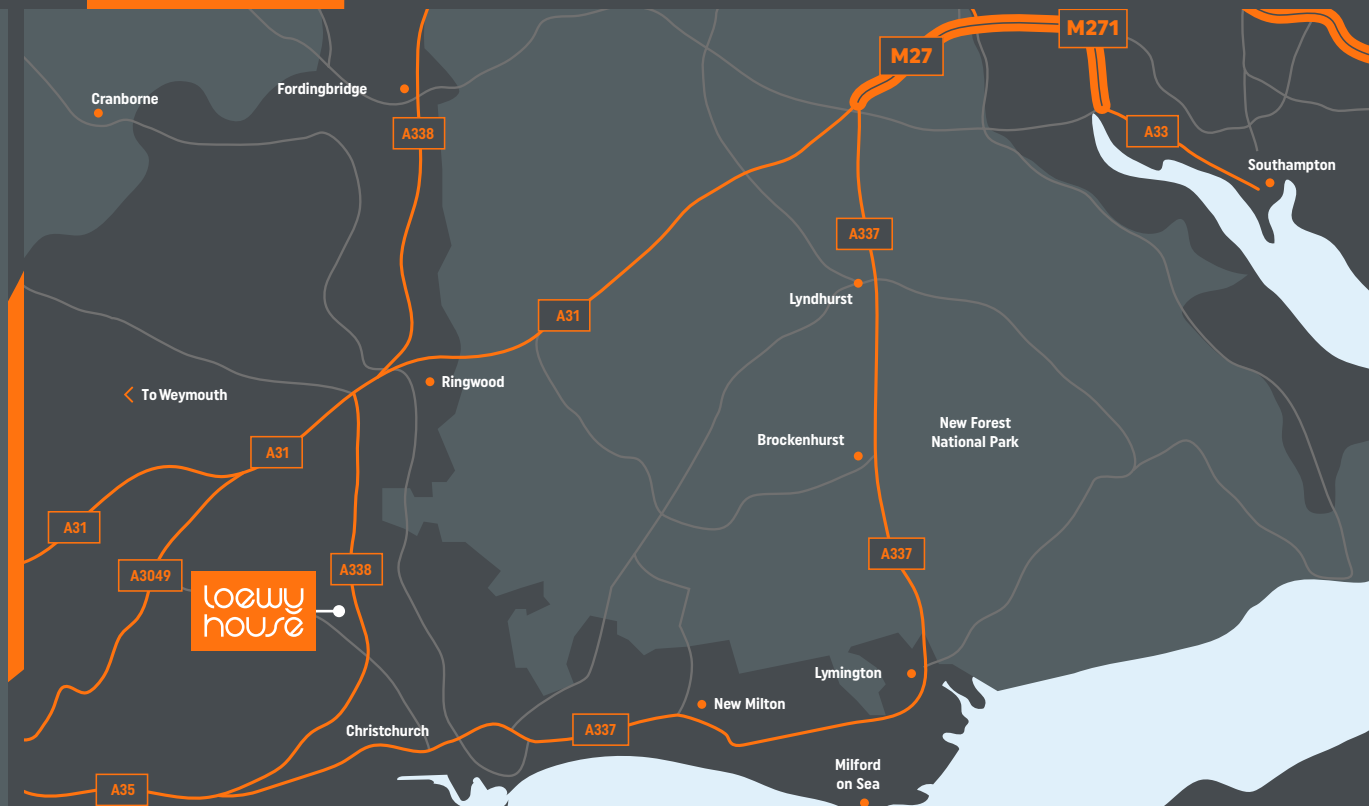 M27
M271
Cranborne
Fordingbridge
A338
A33
Southampton
A337
Lyndhurst
A31
Ringwood
To Weymouth
New Forest
National Park
Brockenhurst
A31
A31
A337
A3049
A338
loewy
house
Lymington
New Milton
Christchurch
A337
Milford
on Sea
A35